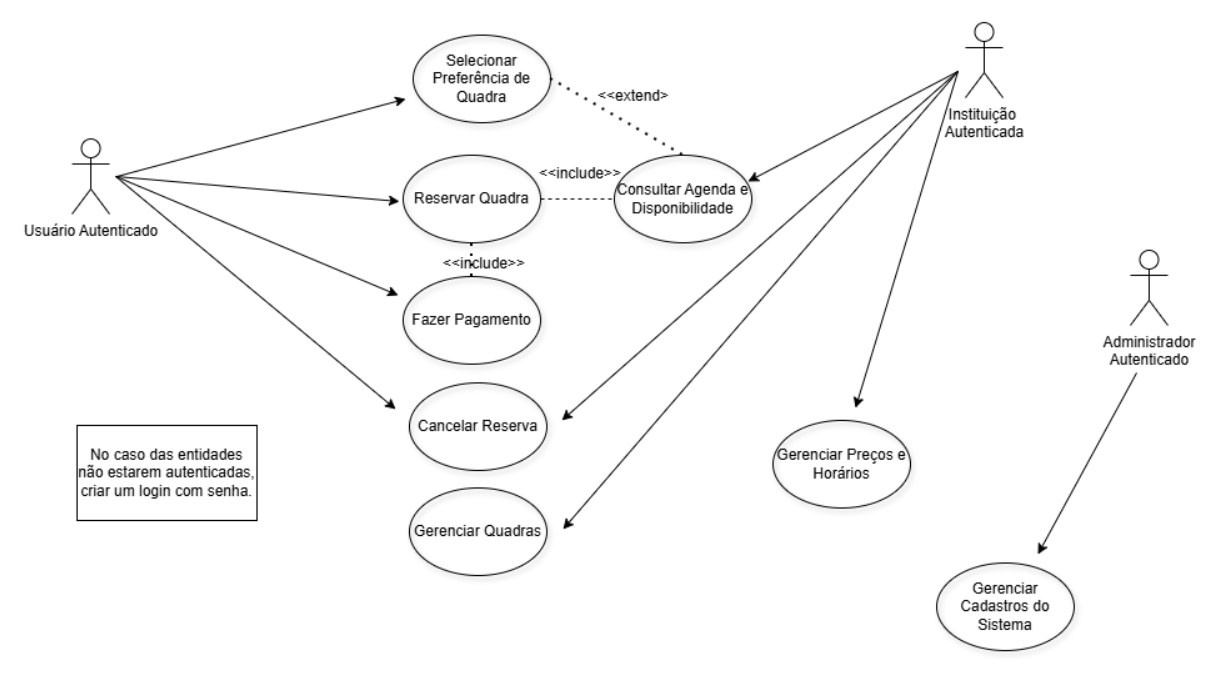 Selecionar
Preferência de
Quadra
<<extend>
Instituição
Autenticada
Usuário Autenticado
Reservar Quadra
<<include>>
Consultar Agenda e
Disponibilidade
<<include>>
Fazer Pagamento
Administrador
Autenticado
Cancelar Reserva
No caso das entidades
não estarem autenticadas,
criar um login com senha.
Gerenciar Preços e
Horários
Gerenciar Quadras
Gerenciar
Cadastros do
Sistema